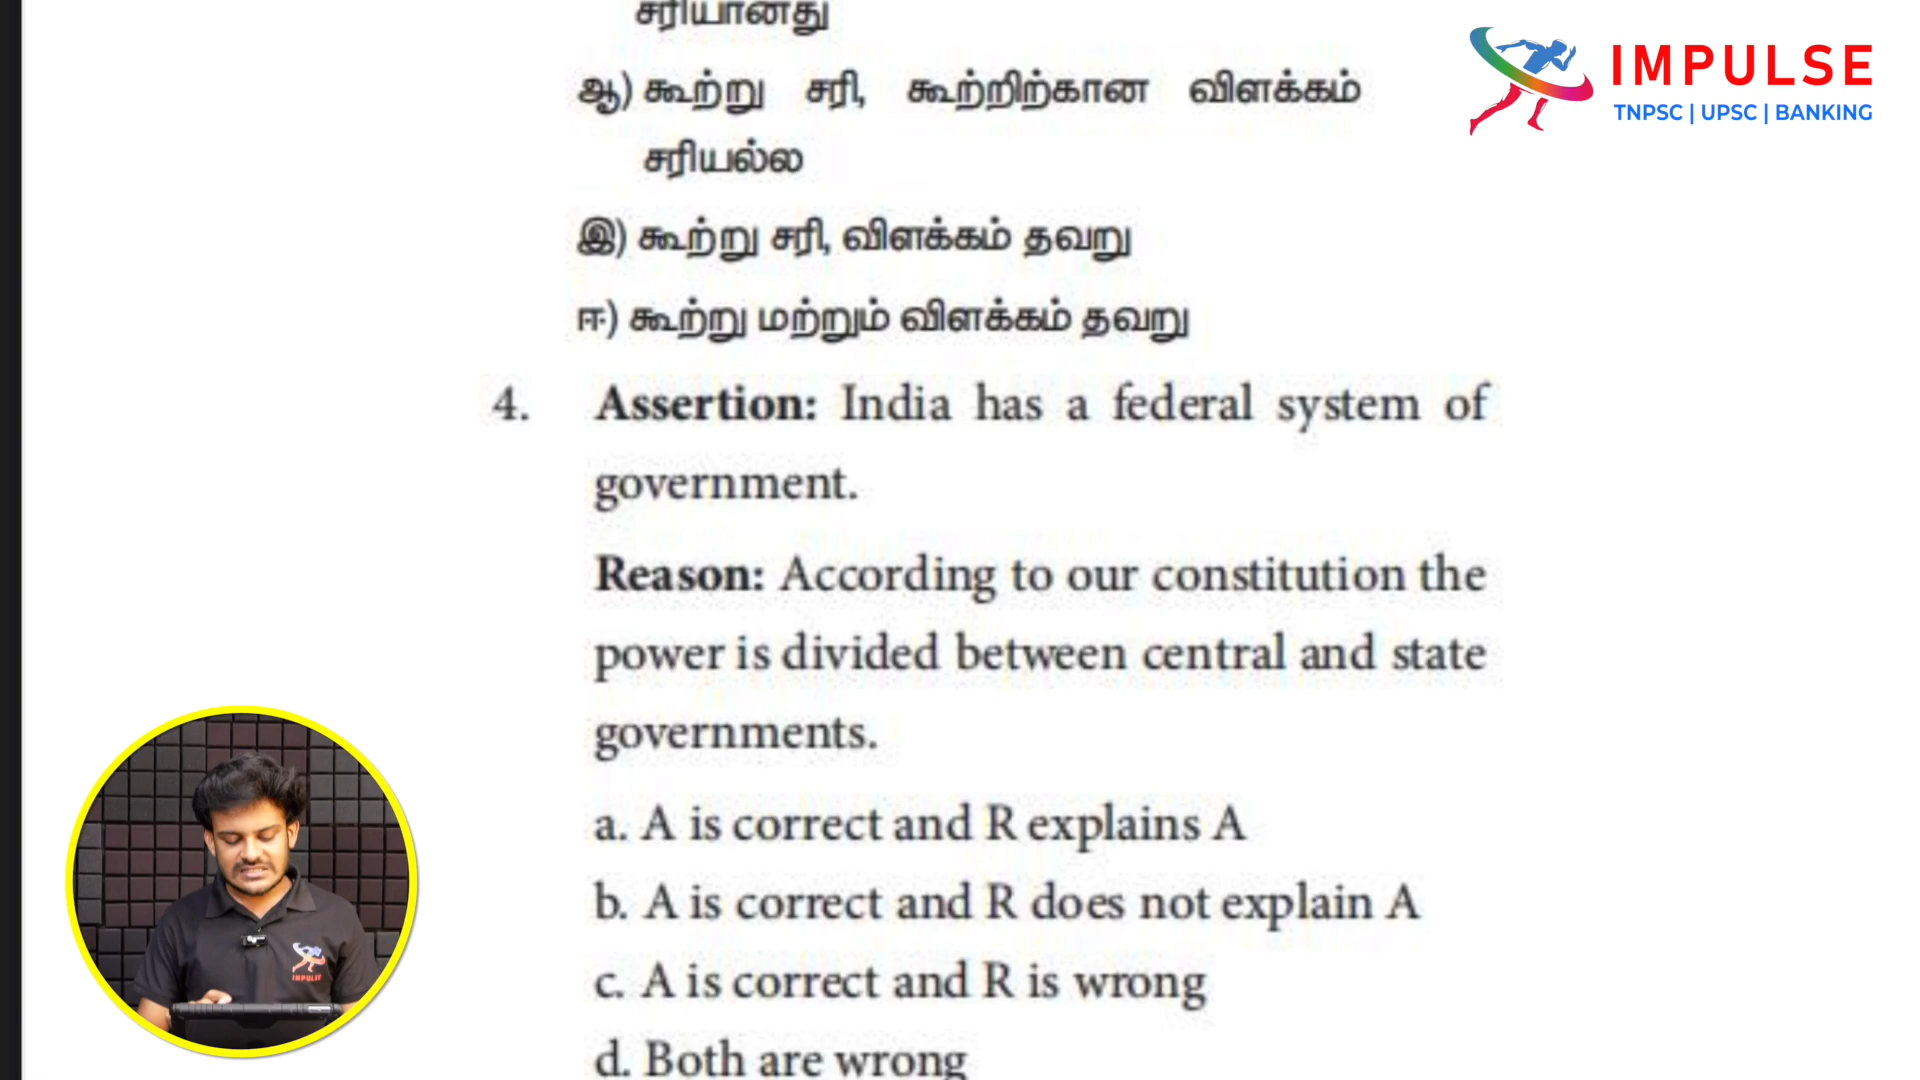 சரியானது
ஆ) கூற்று சரி, கூற்றிற்கான விளக்கம்
சரியல்ல
இ) கூற்று சரி, விளக்கம் தவறு
ஈ) கூற்று மற்றும் விளக்கம் தவறு
4. Assertion: India has a federal system of
government.
Reason: According to our constitution the
power is divided between central and state
governments.
a. A is correct and R explains A
b. A is correct and R does not explain A
c. A is correct and R is wrong
d. Both are wrong
IMPULSE
TNPSC | UPSC | BANKING
IMPULSE